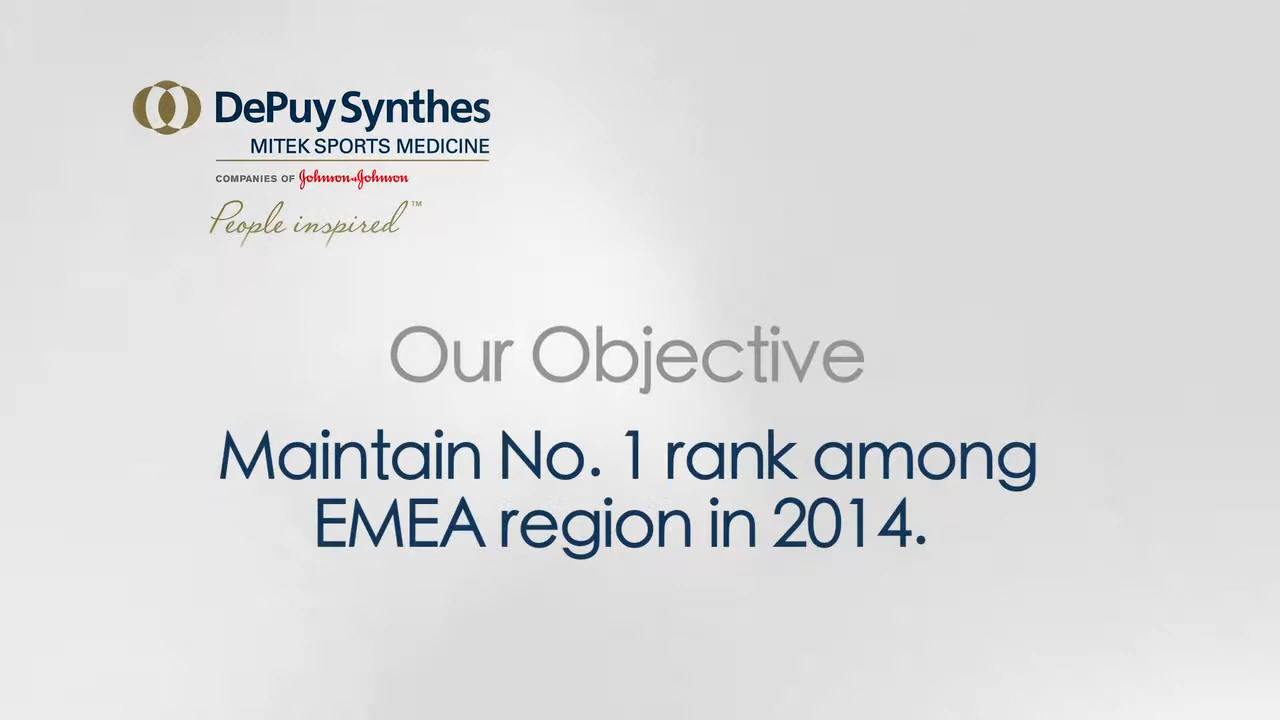 DePuy Synthes
MITEK SPORTS MEDICINE
COMPANIES OF Johnson & Johnson
People inspired™
Our Objective
Maintain No. 1 rank among
EMEA region in 2014.